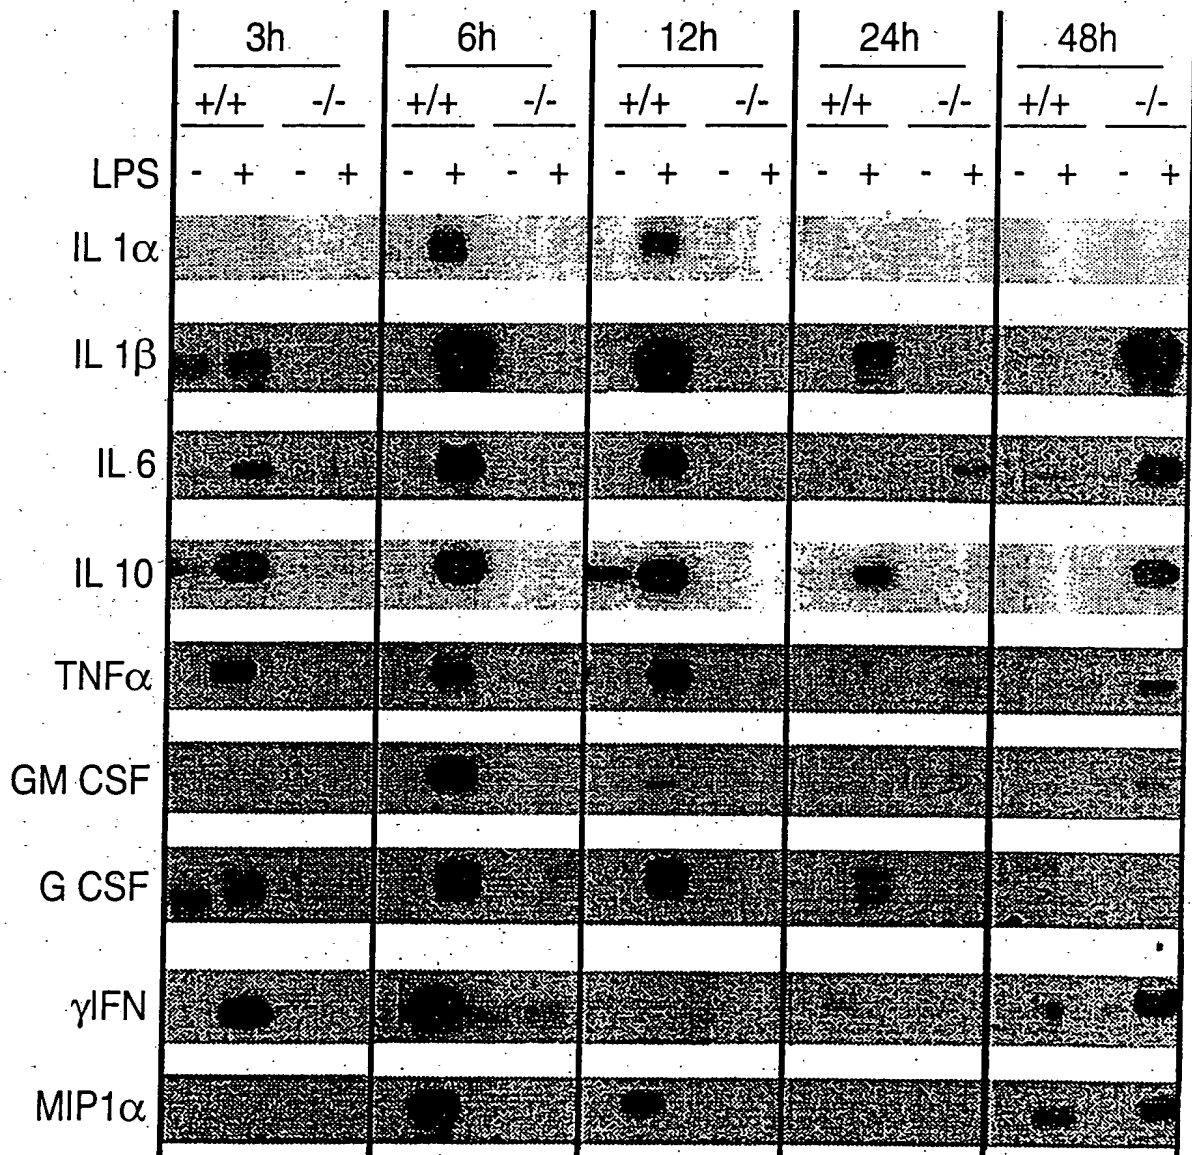 3h 6h 12h 24h 48h
+/+ -/- +/+ -/- +/+ -/- +/+ -/- +/+ -/-
LPS - + - + - + - + - + - + - + - + - + - +
IL 1α
IL 1β
IL 6
IL 10
TNFα
GM CSF
G CSF
γIFN
MIP1α